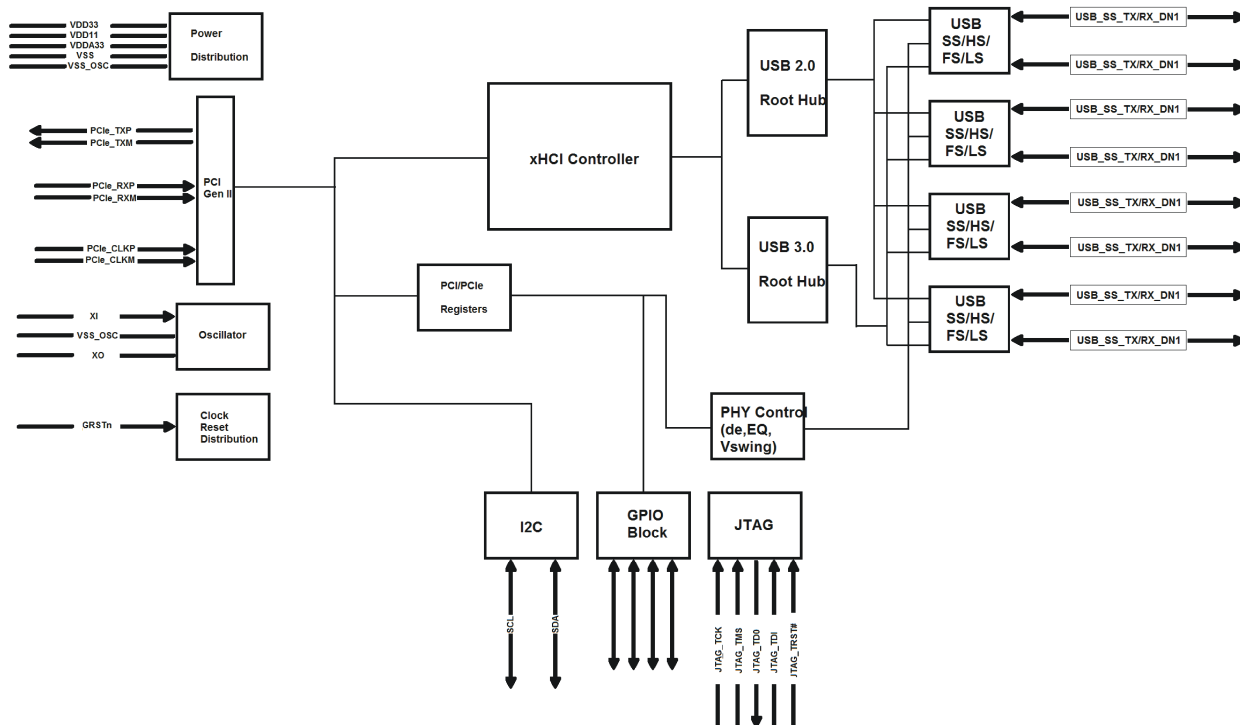 VDD33
VDD11
VDDA33
VSS
VSS_OSC
Power
Distribution
PCIe_TXP
PCIe_TXM
PCIe_RXP
PCIe_RXM
PCIe_CLKP
PCIe_CLKM
PCI
Gen II
XI
VSS_OSC
XO
Oscillator
GRSTn
Clock
Reset
Distribution
xHCI Controller
PCI/PCIe
Registers
USB 2.0
Root Hub
USB 3.0
Root Hub
PHY Control
(de,EQ,
Vswing)
USB
SS/HS/
FS/LS
USB_SS_TX/RX_DN1
USB_SS_TX/RX_DN1
USB
SS/HS/
FS/LS
USB_SS_TX/RX_DN1
USB_SS_TX/RX_DN1
USB
SS/HS/
FS/LS
USB_SS_TX/RX_DN1
USB_SS_TX/RX_DN1
USB
SS/HS/
FS/LS
USB_SS_TX/RX_DN1
USB_SS_TX/RX_DN1
I2C
SCL
SDA
GPIO
Block
JTAG
JTAG_TCK
JTAG_TMS
JTAG_TD0
JTAG_TDI
JTAG_TRST#